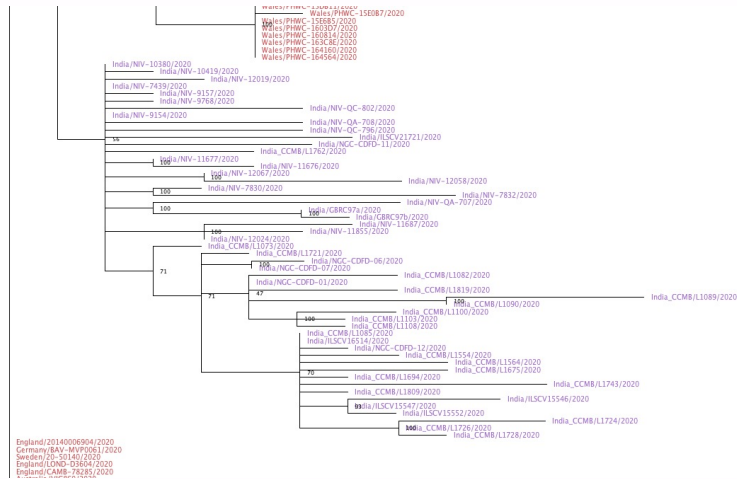 Wales/PHWC-15E0B7/2020
Wales/PHWC-15E6B5/2020
100
Wales/PHWC-1603D7/2020
Wales/PHWC-160814/2020
Wales/PHWC-163C8E/2020
Wales/PHWC-164160/2020
Wales/PHWC-164564/2020
India/NIV-10380/2020
India/NIV-10419/2020
India/NIV-12019/2020
India/NIV-7439/2020
India/NIV-9157/2020
India/NIV-9768/2020
India/NIV-QC-802/2020
India/NIV-9154/2020
India/NIV-QA-708/2020
India/NIV-QC-796/2020
56
India/ILSCV21721/2020
India/NGC-CDFD-11/2020
India_CCMB/L1762/2020
India/NIV-11677/2020
100
India/NIV-11676/2020
India/NIV-12067/2020
100
India/NIV-12058/2020
India/NIV-7830/2020
100
India/NIV-7832/2020
India/NIV-QA-707/2020
100
India/GBRC97a/2020
100
India/GBRC97b/2020
India/NIV-11687/2020
India/NIV-11855/2020
India/NIV-12024/2020
India_CCMB/L1073/2020
71
India_CCMB/L1721/2020
India/NGC-CDFD-06/2020
100
India/NGC-CDFD-07/2020
71
India_CCMB/L1082/2020
India/NGC-CDFD-01/2020
India_CCMB/L1819/2020
47
India_CCMB/L1089/2020
100
India_CCMB/L1090/2020
India_CCMB/L1100/2020
100
India_CCMB/L1103/2020
India_CCMB/L1108/2020
India_CCMB/L1085/2020
India/ILSCV16514/2020
India/NGC-CDFD-12/2020
India_CCMB/L1554/2020
India_CCMB/L1564/2020
India_CCMB/L1675/2020
70
India_CCMB/L1694/2020
India_CCMB/L1743/2020
India_CCMB/L1809/2020
India/ILSCV15546/2020
93
India/ILSCV15547/2020
India/ILSCV15552/2020
India_CCMB/L1724/2020
100
India_CCMB/L1726/2020
India_CCMB/L1728/2020
England/20140006904/2020
Germany/BAV-MVP0061/2020
Sweden/20-50140/2020
England/LOND-D3604/2020
England/CAMB-78285/2020